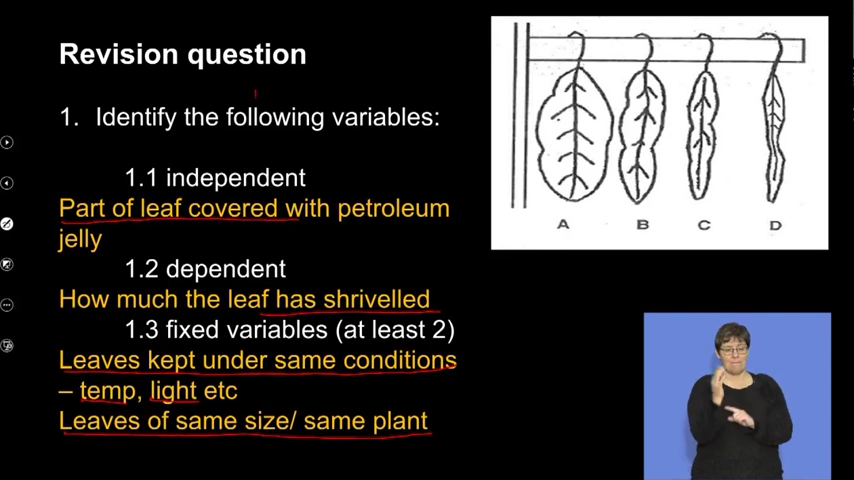 Revision question
1. Identify the following variables:
1.1 independent
Part of leaf covered with petroleum
jelly
1.2 dependent
How much the leaf has shrivelled
1.3 fixed variables (at least 2)
Leaves kept under same conditions
– temp, light etc
Leaves of same size/ same plant
A B C D